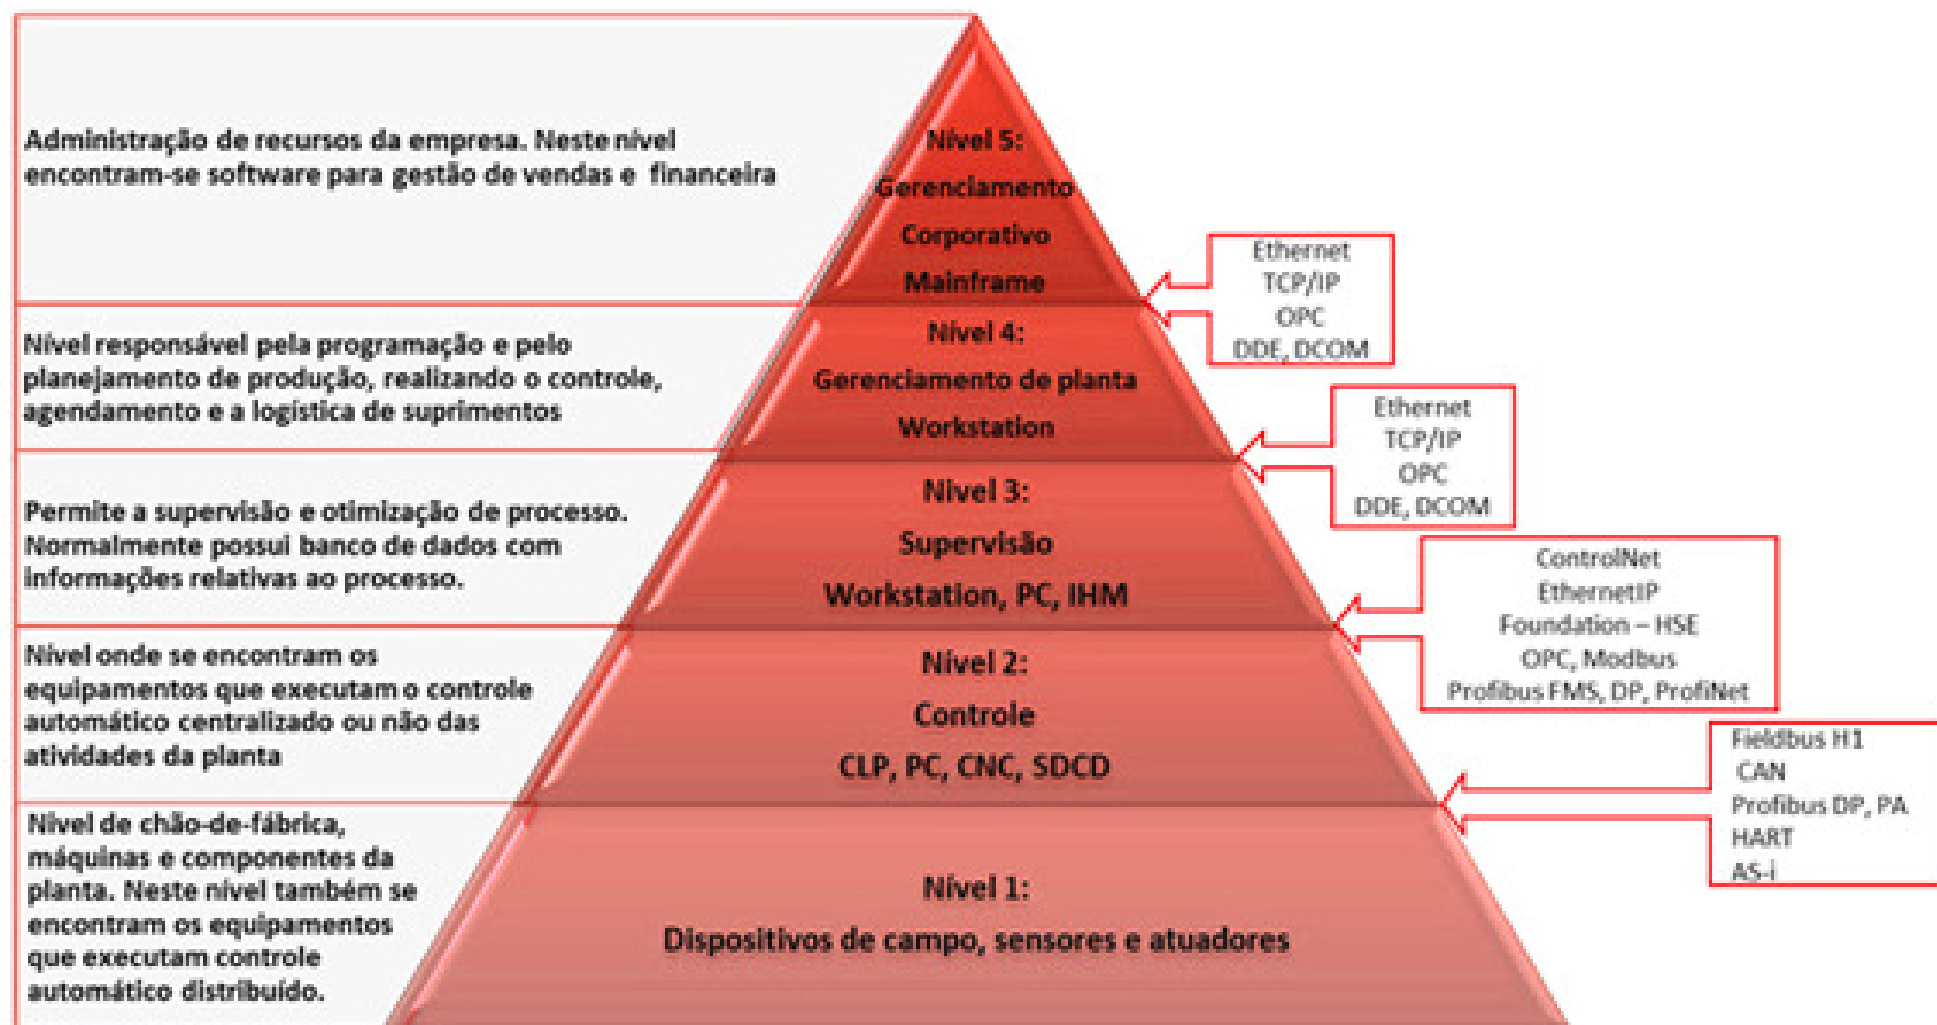 Administração de recursos da empresa. Neste nível
encontram-se software para gestão de vendas e financeira
Nível 5:
Gerenciamento
Corporativo
Mainframe
Ethernet
TCP/IP
OPC
DDE, DCOM
Nível responsável pela programação e pelo
planejamento de produção, realizando o controle,
agendamento e a logística de suprimentos
Nível 4:
Gerenciamento de planta
Workstation
Ethernet
TCP/IP
OPC
DDE, DCOM
Permite a supervisão e otimização de processo.
Normalmente possui banco de dados com
informações relativas ao processo.
Nível 3:
Supervisão
Workstation, PC, IHM
ControlNet
EthernetIP
Foundation – HSE
OPC, Modbus
Profibus FMS, DP, ProfiNet
Nível onde se encontram os
equipamentos que executam o controle
automático centralizado ou não das
atividades da planta
Nível 2:
Controle
CLP, PC, CNC, SDCD
Fieldbus H1
CAN
Profibus DP, PA
HART
AS-i
Nível de chão-de-fábrica,
máquinas e componentes da
planta. Neste nível também se
encontram os equipamentos
que executam controle
automático distribuído.
Nível 1:
Dispositivos de campo, sensores e atuadores